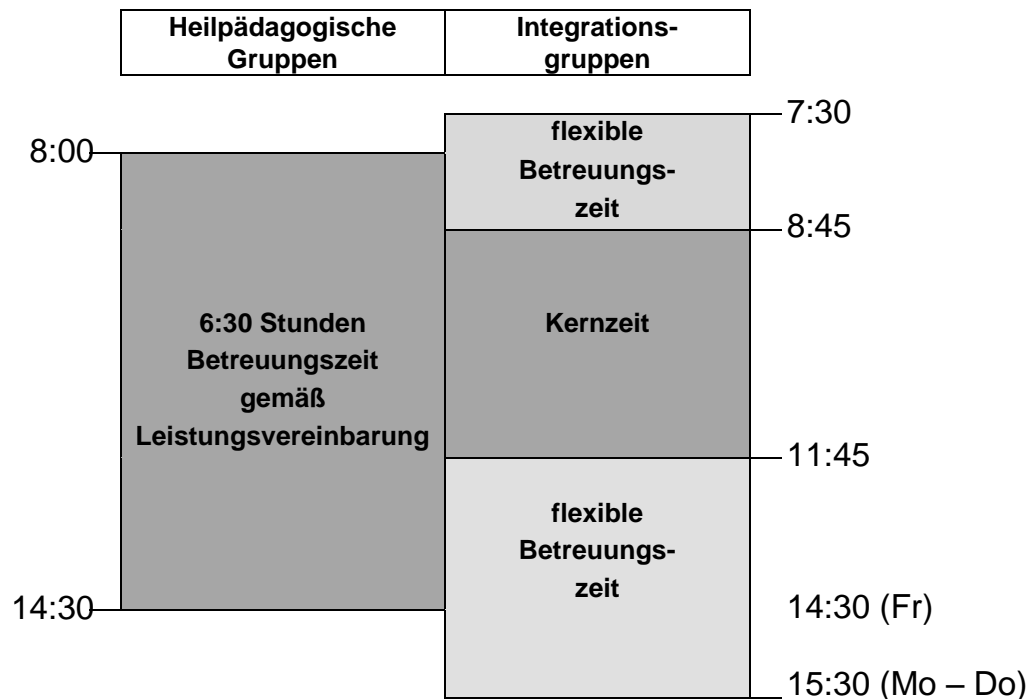 Heilpädagogische
Gruppen
Integrations-
gruppen
7:30
8:00
flexible
Betreuungs-
zeit
8:45
6:30 Stunden
Betreuungszeit
gemäß
Leistungsvereinbarung
Kernzeit
11:45
flexible
Betreuungs-
zeit
14:30
14:30 (Fr)
15:30 (Mo – Do)